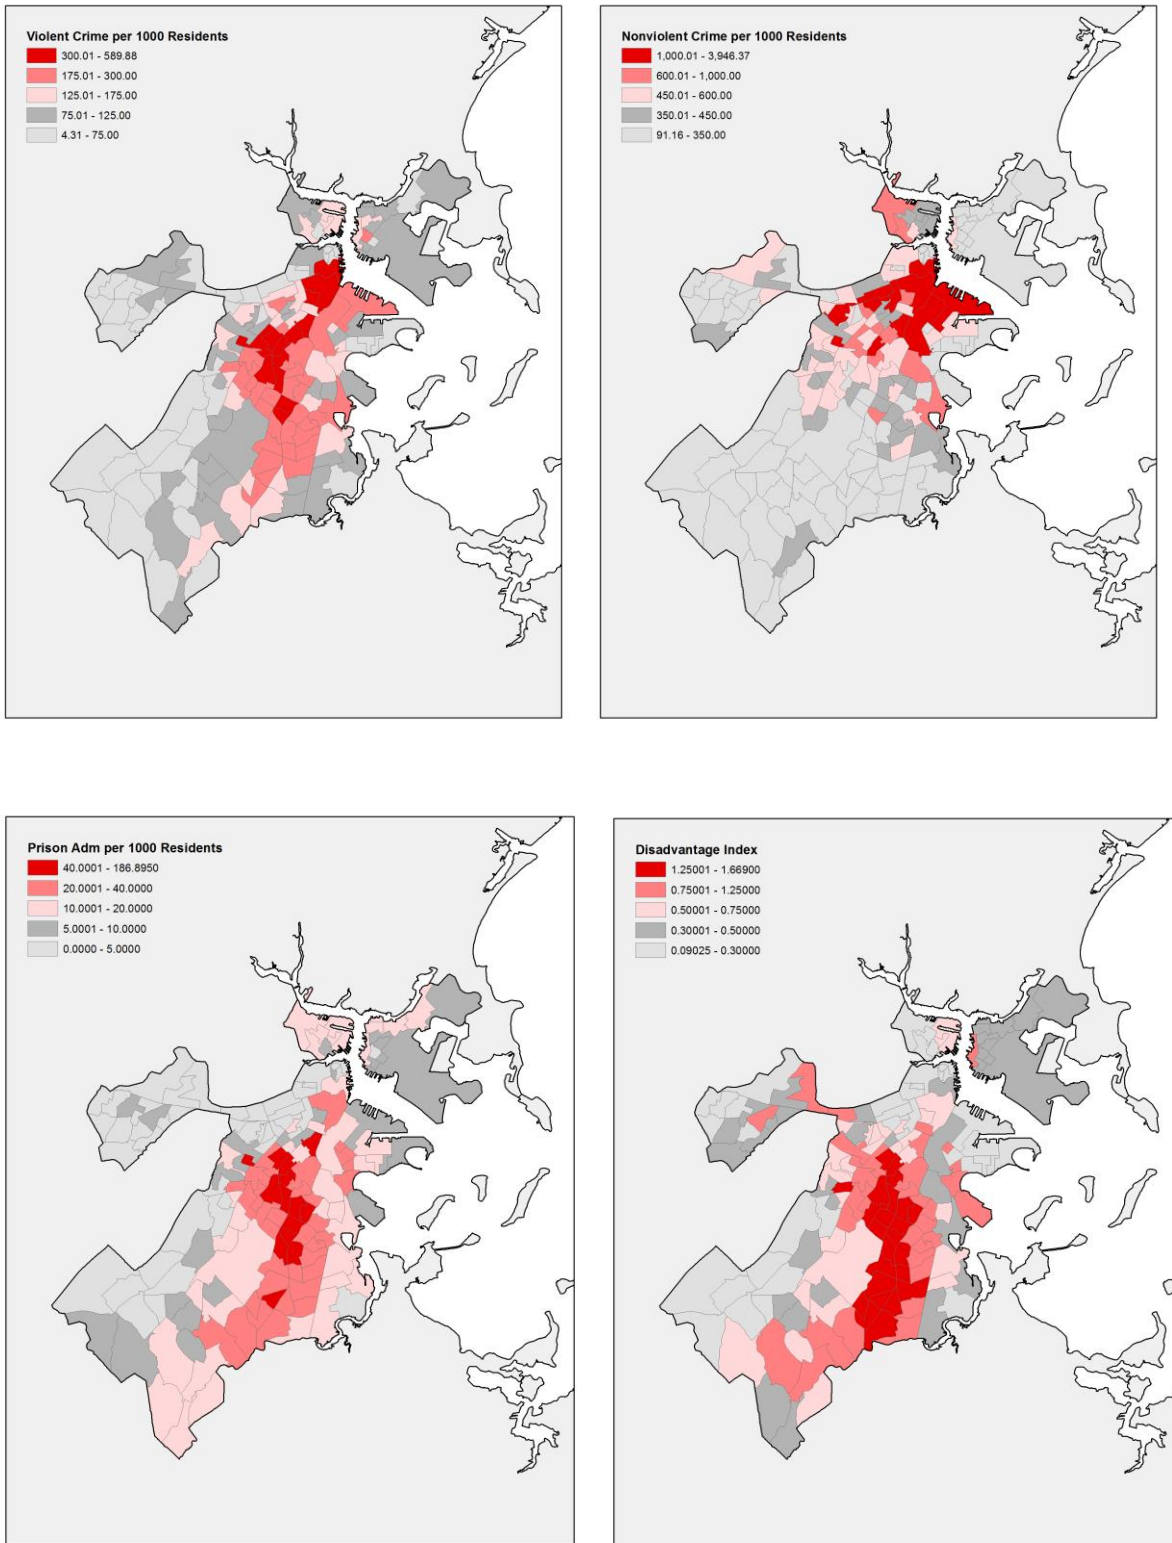 Violent Crime per 1000 Residents
300.01 - 589.88
175.01 - 300.00
125.01 - 175.00
75.01 - 125.00
4.31 - 75.00
Nonviolent Crime per 1000 Residents
1,000.01 - 3,946.37
600.01 - 1,000.00
450.01 - 600.00
350.01 - 450.00
91.16 - 350.00
Prison Adm per 1000 Residents
40.0001 - 186.8950
20.0001 - 40.0000
10.0001 - 20.0000
5.0001 - 10.0000
0.0000 - 5.0000
Disadvantage Index
1.25001 - 1.66900
0.75001 - 1.25000
0.50001 - 0.75000
0.30001 - 0.50000
0.09025 - 0.30000